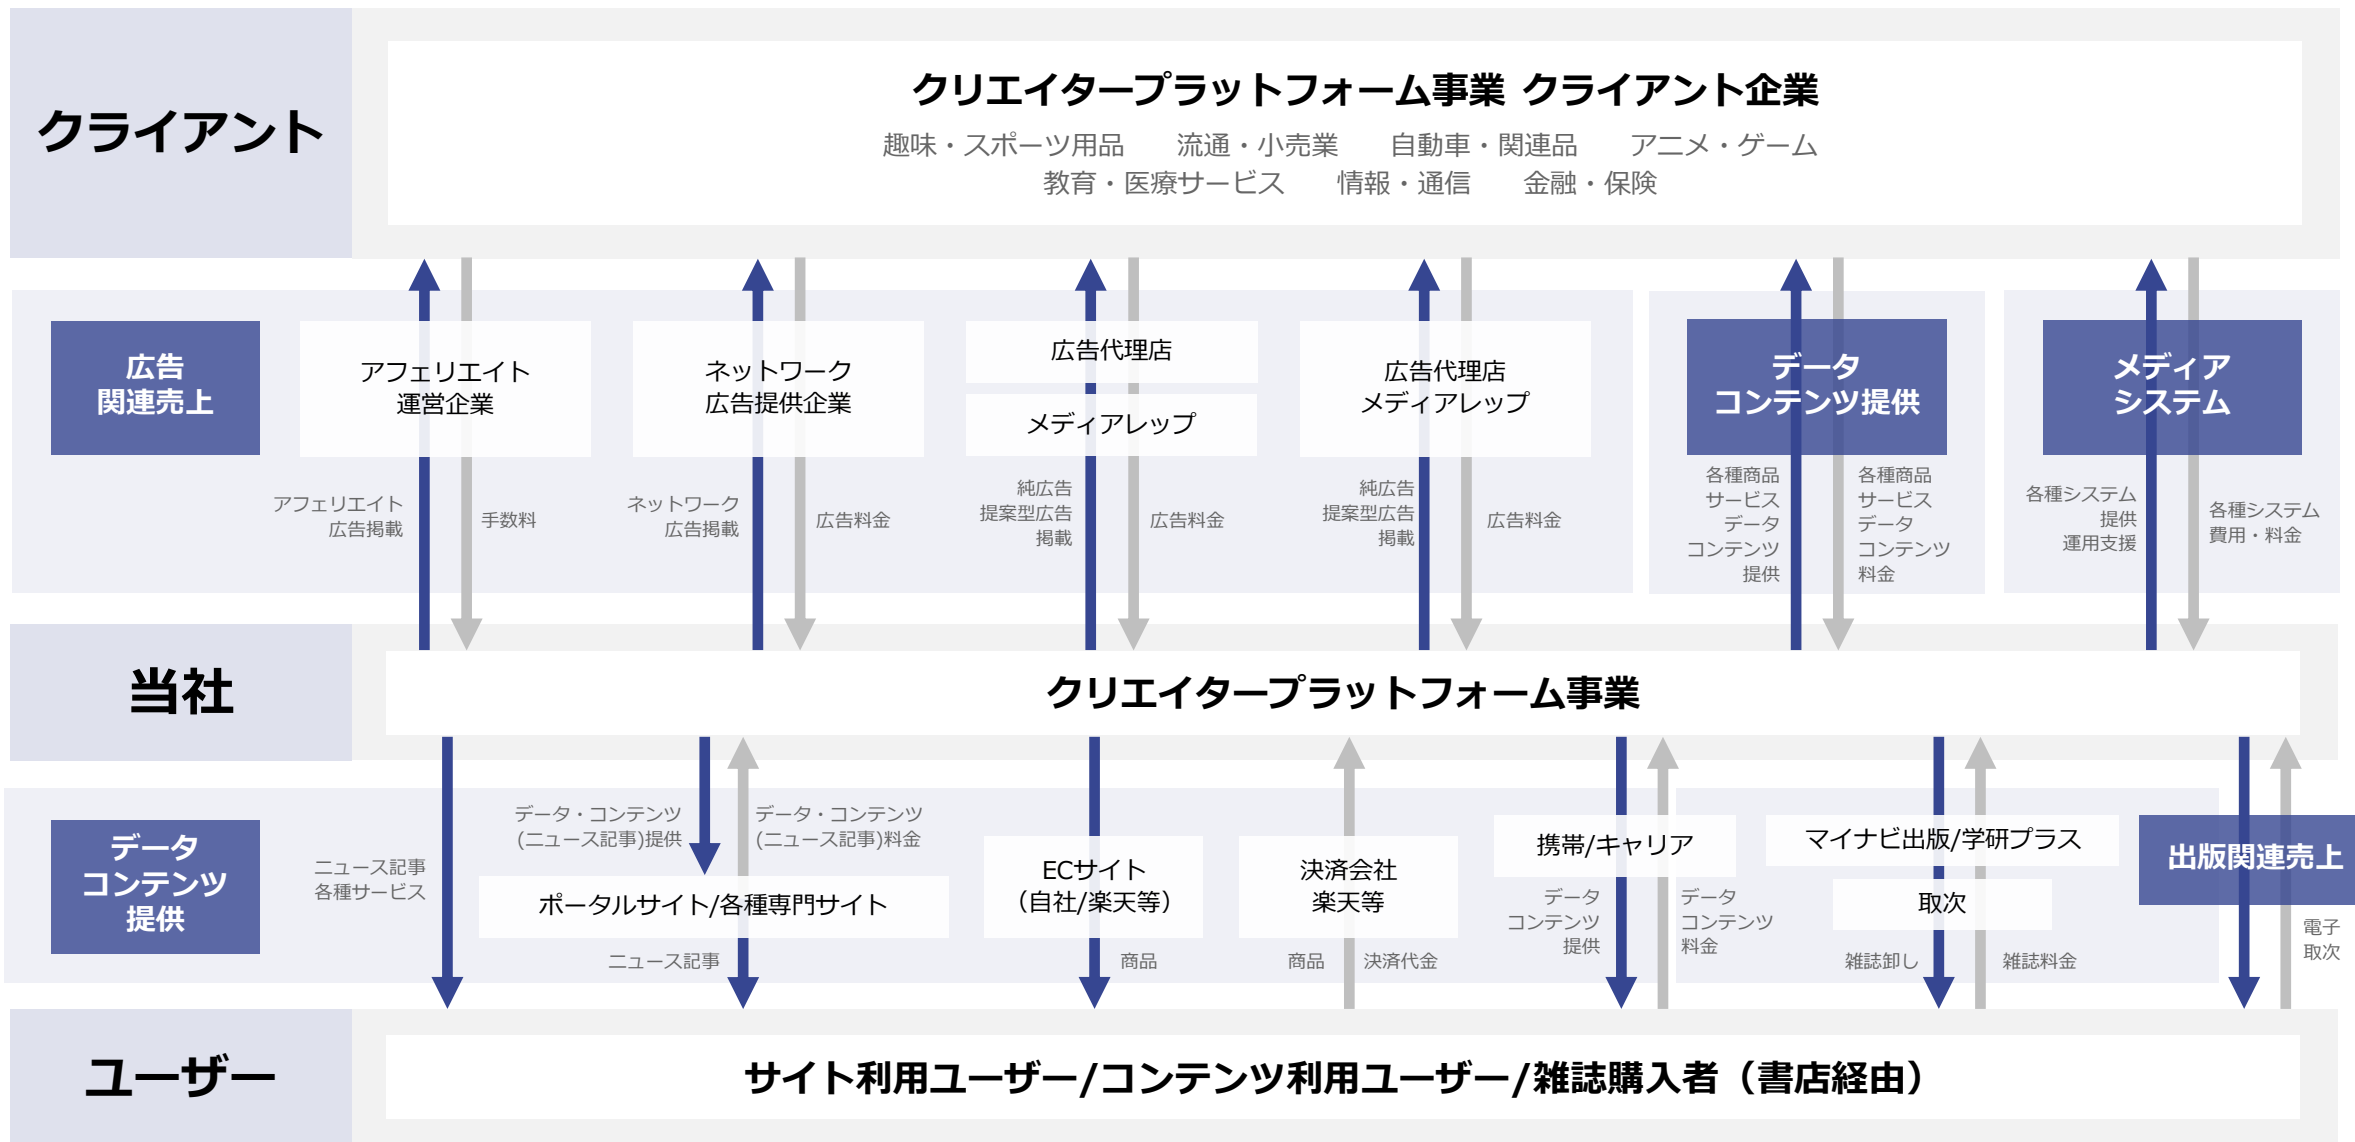 クライアント
クリエイタープラットフォーム事業 クライアント企業
趣味・スポーツ用品 流通・小売業 自動車・関連品 アニメ・ゲーム
教育・医療サービス 情報・通信 金融・保険
広告
関連売上
アフェリエイト
運営企業
アフェリエイト
広告掲載
手数料
ネットワーク
広告提供企業
ネットワーク
広告掲載
広告料金
広告代理店
メディアレップ
純広告
提案型広告
掲載
広告料金
広告代理店
メディアレップ
純広告
提案型広告
掲載
広告料金
データ
コンテンツ提供
各種商品
サービス
データ
コンテンツ
提供
各種商品
サービス
データ
コンテンツ
料金
メディア
システム
各種システム
提供
運用支援
各種システム
費用・料金
当社
クリエイタープラットフォーム事業
データ
コンテンツ
提供
ニュース記事
各種サービス
データ・コンテンツ
(ニュース記事)提供
データ・コンテンツ
(ニュース記事)料金
ポータルサイト/各種専門サイト
ニュース記事
ECサイト
（自社/楽天等）
商品
決済会社
楽天等
商品
決済代金
携帯/キャリア
データ
コンテンツ
提供
データ
コンテンツ
料金
マイナビ出版/学研プラス
取次
雑誌卸し
雑誌料金
出版関連売上
電子
取次
ユーザー
サイト利用ユーザー/コンテンツ利用ユーザー/雑誌購入者（書店経由）